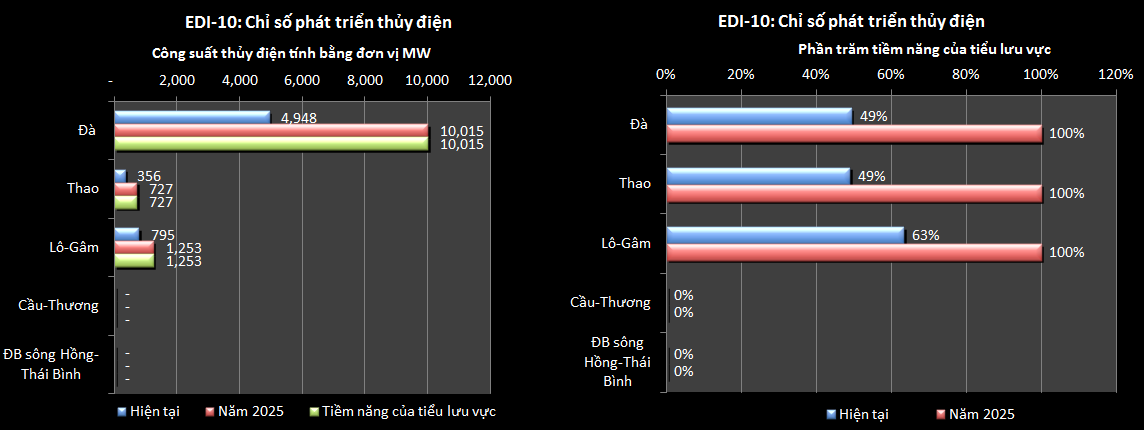 EDI-10: Chỉ số phát triển thủy điện
Công suất thủy điện tính bằng đơn vị MW
- 2,000 4,000 6,000 8,000 10,000 12,000
Đà
4,948
10,015
10,015
Thao
356
727
727
Lô-Gâm
795
1,253
1,253
Cầu-Thương
-
-
-
ĐB sông Hồng-
Thái Bình
-
-
-
Hiện tại Năm 2025 Tiềm năng của tiểu lưu vực
EDI-10: Chỉ số phát triển thủy điện
Phần trăm tiềm năng của tiểu lưu vực
0% 20% 40% 60% 80% 100% 120%
Đà
49%
100%
Thao
49%
100%
Lô-Gâm
63%
100%
Cầu-Thương
0%
0%
ĐB sông
Hồng-Thái
Bình
0%
0%
Hiện tại Năm 2025